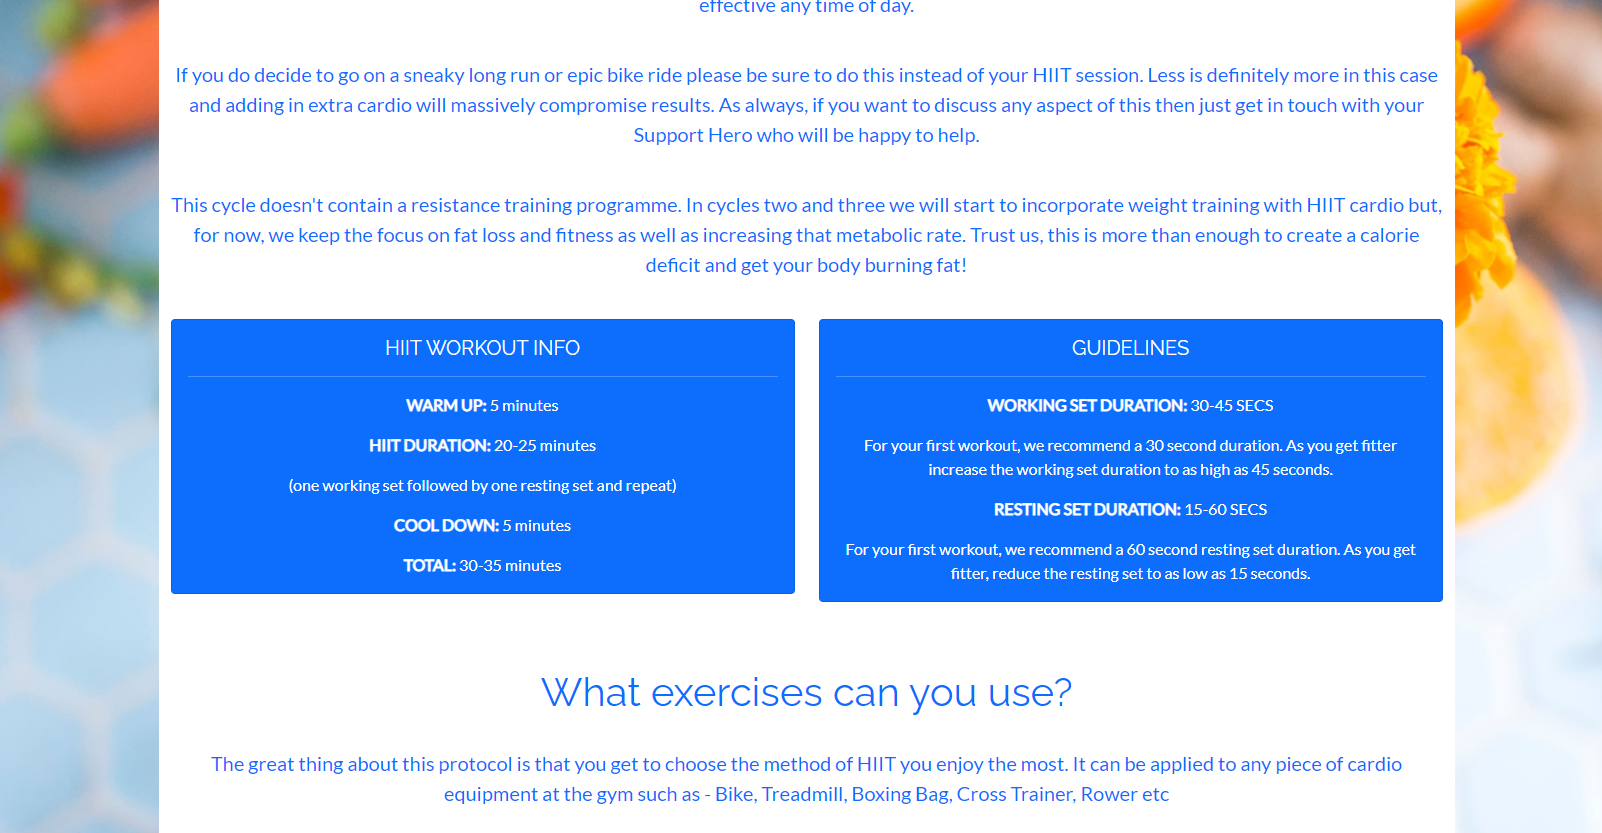 effective any time of day.
If you do decide to go on a sneaky long run or epic bike ride please be sure to do this instead of your HIIT session. Less is definitely more in this case
and adding in extra cardio will massively compromise results. As always, if you want to discuss any aspect of this then just get in touch with your
Support Hero who will be happy to help.
This cycle doesn't contain a resistance training programme. In cycles two and three we will start to incorporate weight training with HIIT cardio but,
for now, we keep the focus on fat loss and fitness as well as increasing that metabolic rate. Trust us, this is more than enough to create a calorie
deficit and get your body burning fat!
HIIT WORKOUT INFO
WARM UP: 5 minutes
HIIT DURATION: 20-25 minutes
(one working set followed by one resting set and repeat)
COOL DOWN: 5 minutes
TOTAL: 30-35 minutes
GUIDELINES
WORKING SET DURATION: 30-45 SECS
For your first workout, we recommend a 30 second duration. As you get fitter
increase the working set duration to as high as 45 seconds.
RESTING SET DURATION: 15-60 SECS
For your first workout, we recommend a 60 second resting set duration. As you get
fitter, reduce the resting set to as low as 15 seconds.
What exercises can you use?
The great thing about this protocol is that you get to choose the method of HIIT you enjoy the most. It can be applied to any piece of cardio
equipment at the gym such as - Bike, Treadmill, Boxing Bag, Cross Trainer, Rower etc